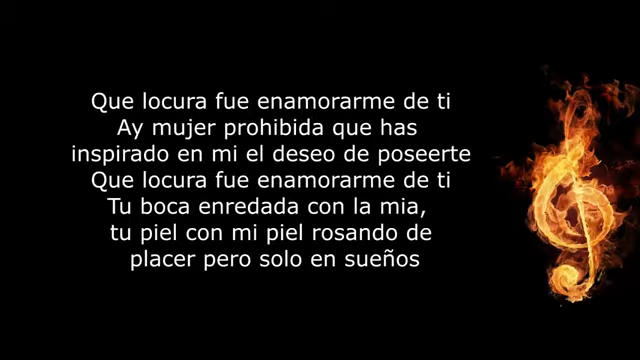 Que locura fue enamorarme de ti
Ay mujer prohibida que has
inspirado en mi el deseo de poseerte
Que locura fue enamorarme de ti
Tu boca enredada con la mia,
tu piel con mi piel rosando de
placer pero solo en sueños